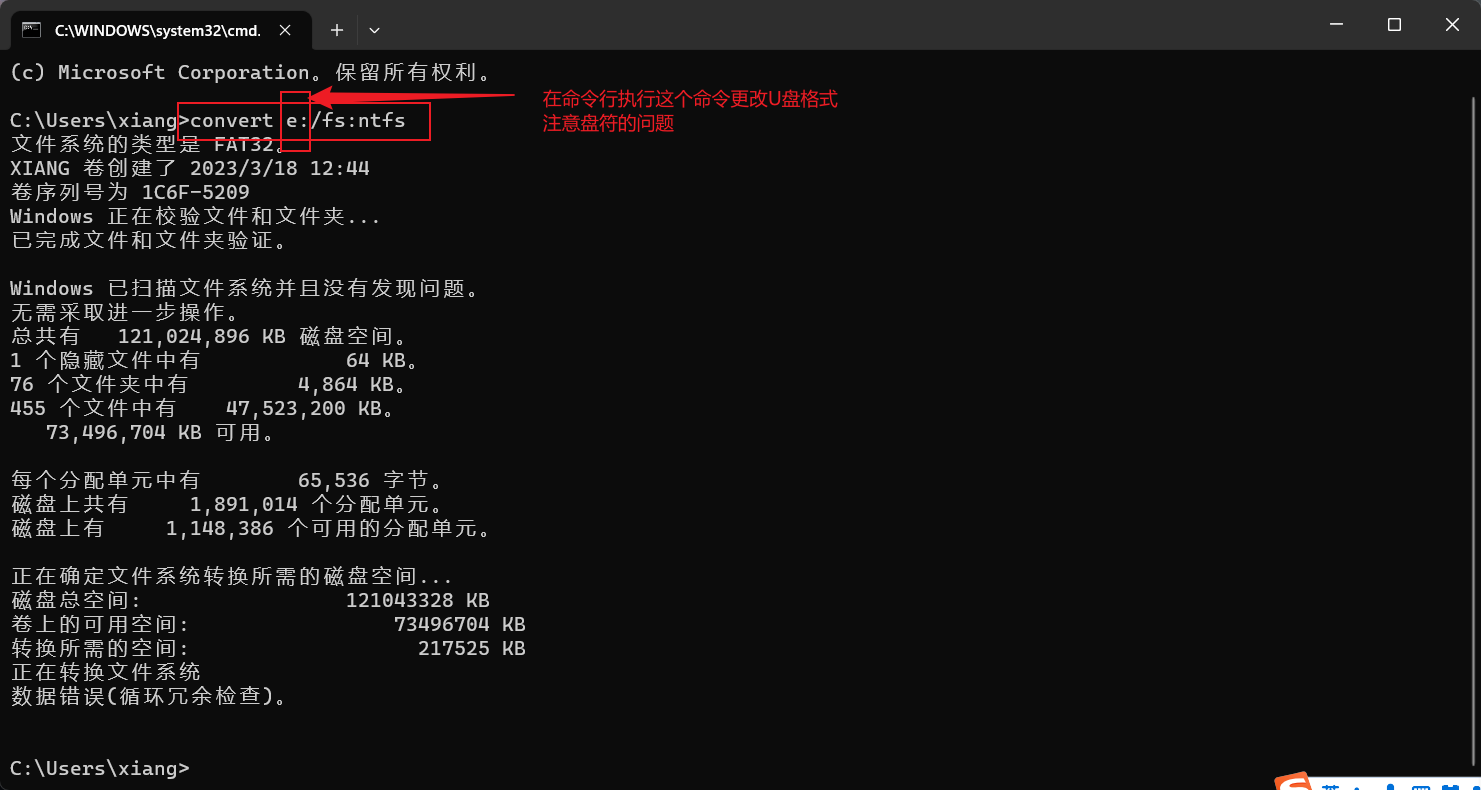 C:\WINDOWS\system32\cmd.
(c) Microsoft Corporation。保留所有权利。
在命令行执行这个命令更改U盘格式
注意盘符的问题
C:\Users\xiang>convert e:/fs:ntfs
文件系统的类型是 FAT32。
XIANG 卷创建了 2023/3/18 12:44
卷序列号为 1C6F-5209
Windows 正在校验文件和文件夹...
已完成文件和文件夹验证。
Windows 已扫描文件系统并且没有发现问题。
无需采取进一步操作。
总共有 121,024,896 KB 磁盘空间。
1 个隐藏文件中有 64 KB。
76 个文件夹中有 4,864 KB。
455 个文件中有 47,523,200 KB。
73,496,704 KB 可用。
每个分配单元中有 65,536 字节。
磁盘上共有 1,891,014 个分配单元。
磁盘上有 1,148,386 个可用的分配单元。
正在确定文件系统转换所需的磁盘空间...
磁盘总空间: 121043328 KB
卷上的可用空间: 73496704 KB
转换所需的空间: 217525 KB
正在转换文件系统
数据错误(循环冗余检查)。
C:\Users\xiang>